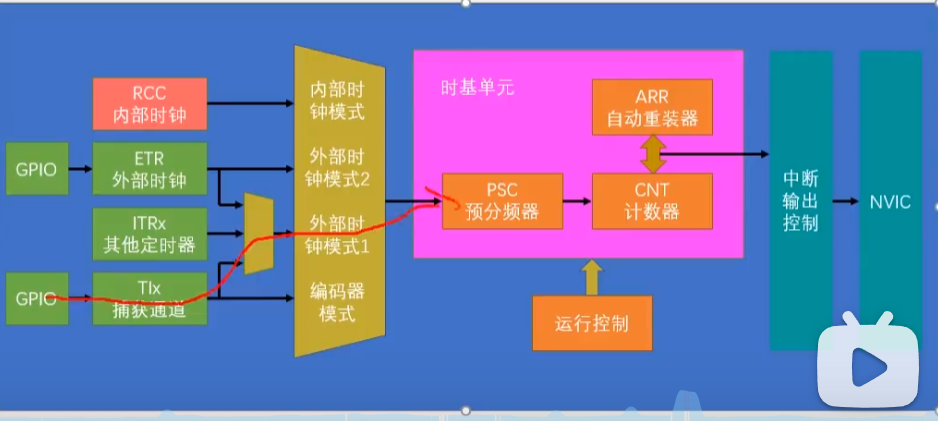 RCC
内部时钟
GPIO
ETR
外部时钟
ITRx
其他定时器
GPIO
TIx
捕获通道
内部时
钟模式
外部时
钟模式2
外部时
钟模式1
编码器
模式
时基单元
ARR
自动重装器
PSC
预分频器
CNT
计数器
运行控制
中断
输出
控制
NVIC